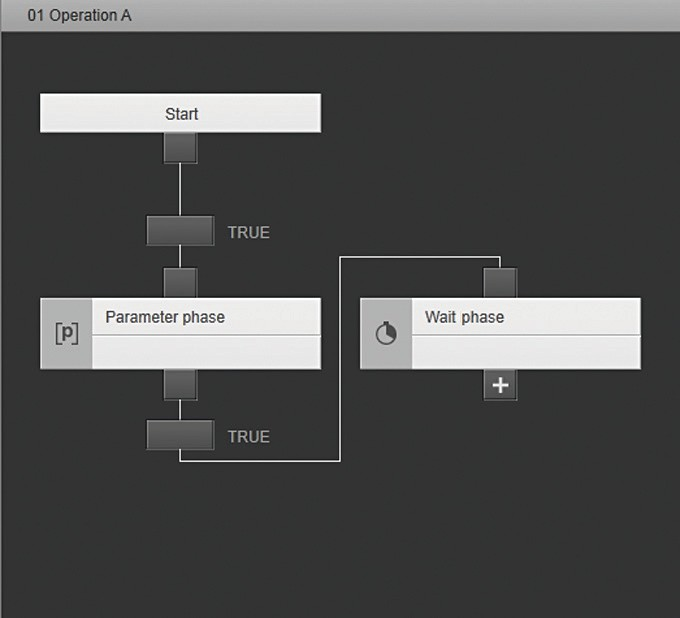 01 Operation A
Start
TRUE
[p] Parameter phase
Wait phase
TRUE